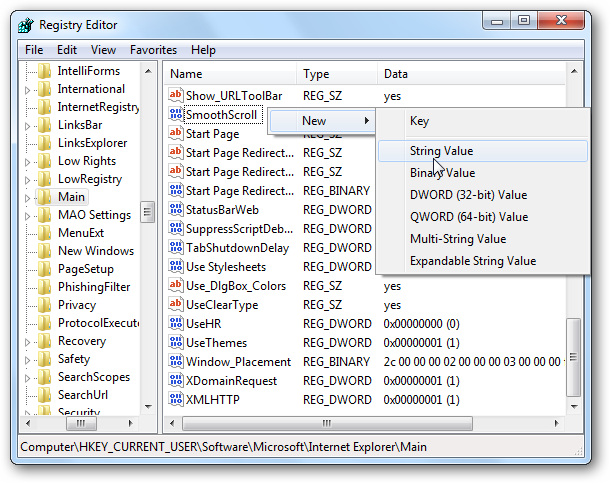 Registry Editor
File Edit View Favorites Help
IntelliForms
International
InternetRegistry
LinksBar
LinksExplorer
Low Rights
LowRegistry
Main
MAO Settings
MenuExt
New Windows
PageSetup
PhishingFilter
Privacy
ProtocolExecute
Recovery
Safety
SearchScopes
SearchUrl
Security
Name Type Data
Show_URLToolBar REG_SZ yes
SmoothScroll
Start Page REG_SZ
Start Page Redirect... REG_SZ
Start Page Redirect... REG_SZ
Start Page Redirect... REG_BINARY
StatusBarWeb REG_DWORD
SuppressScriptDeb... REG_DWORD
TabShutdownDelay REG_DWORD
Use Stylesheets REG_DWORD
Use_DlgBox_Colors REG_SZ yes
UseClearType REG_SZ yes
UseHR REG_DWORD 0x00000000 (0)
UseThemes REG_DWORD 0x00000001 (1)
Window_Placement REG_BINARY 2c 00 00 00 02 00 00 00 03 00 00 00
XDomainRequest REG_DWORD 0x00000001 (1)
XMLHTTP REG_DWORD 0x00000001 (1)
New
Key
String Value
Binary Value
DWORD (32-bit) Value
QWORD (64-bit) Value
Multi-String Value
Expandable String Value
Computer\HKEY_CURRENT_USER\Software\Microsoft\Internet Explorer\Main